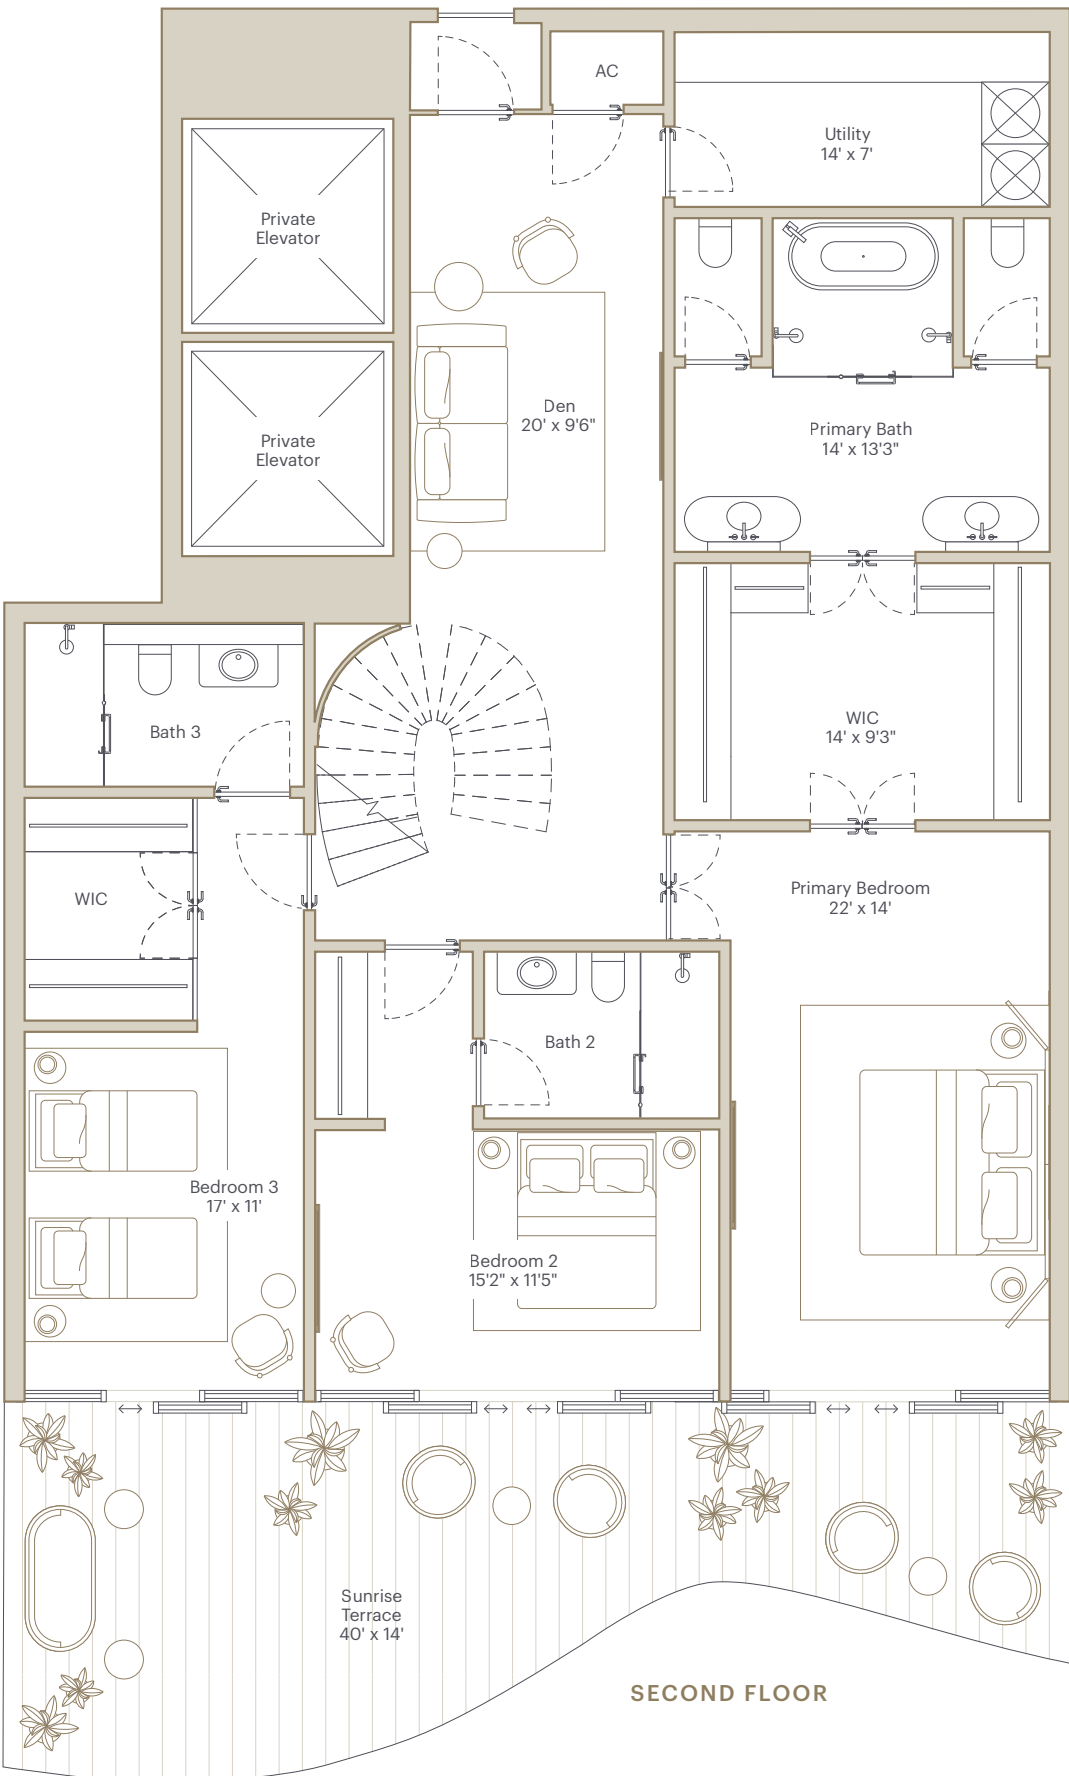 AC
Utility
14' x 7'
Private
Elevator
Den
20' x 9'6"
Primary Bath
14' x 13'3"
Private
Elevator
Bath 3
WIC
14' x 9'3"
WIC
Primary Bedroom
22' x 14'
Bath 2
Bedroom 3
17' x 11'
Bedroom 2
15'2" x 11'5"
Sunrise
Terrace
40' x 14'
SECOND FLOOR